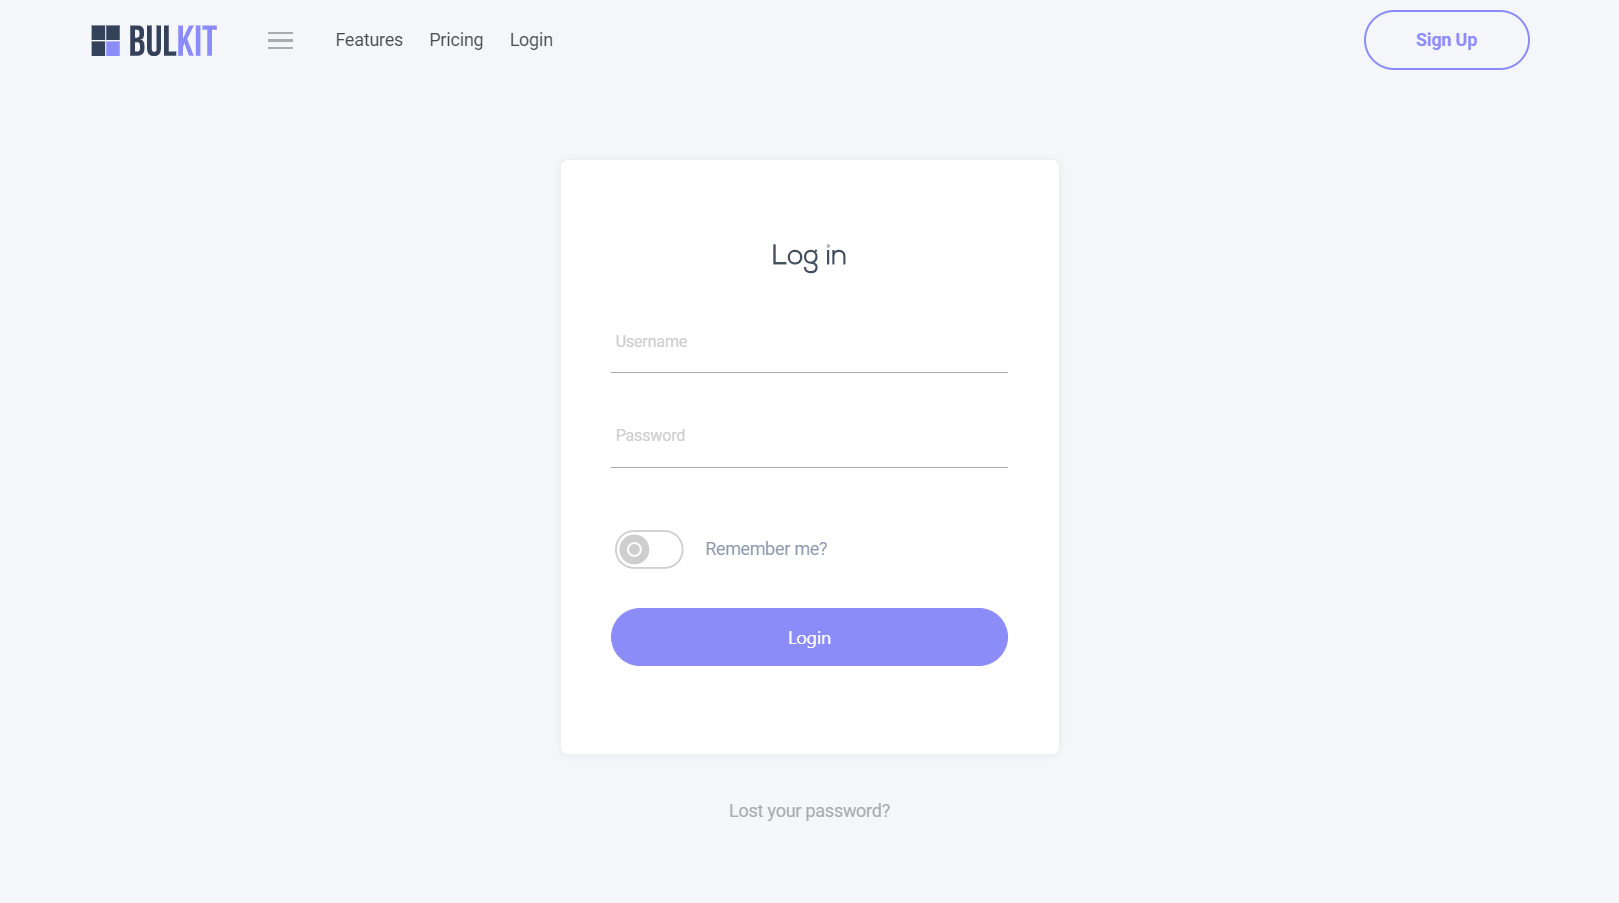 BULKIT
Features Pricing Login
Sign Up
Log in
Username
Password
Remember me?
Login
Lost your password?